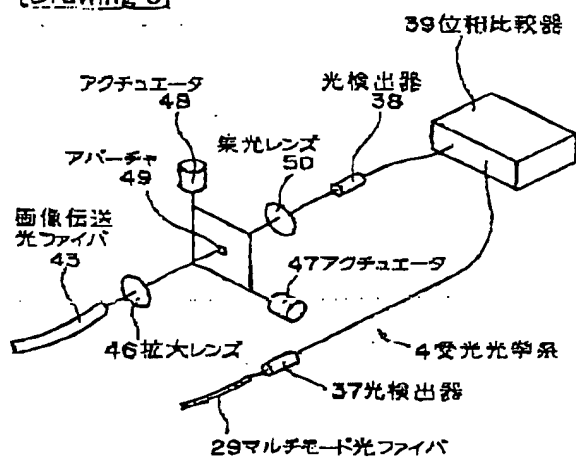 39位相比較器
アクチュエータ
48
光検出器
38
集光レンズ
50
アパーチャ
49
画像伝送
光ファイバ
43
47アクチュエータ
46拡大レンズ
4受光光学系
37光検出器
29マルチモード光ファイバ